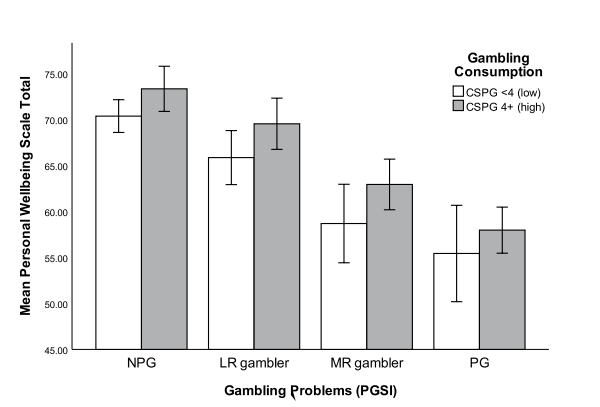 Gambling
Consumption
CSPG <4 (low)
CSPG 4+ (high)
Mean Personal Wellbeing Scale Total
75.00
70.00
65.00
60.00
55.00
50.00
45.00
NPG
LR gambler
MR gambler
PG
Gambling Problems (PGSI)